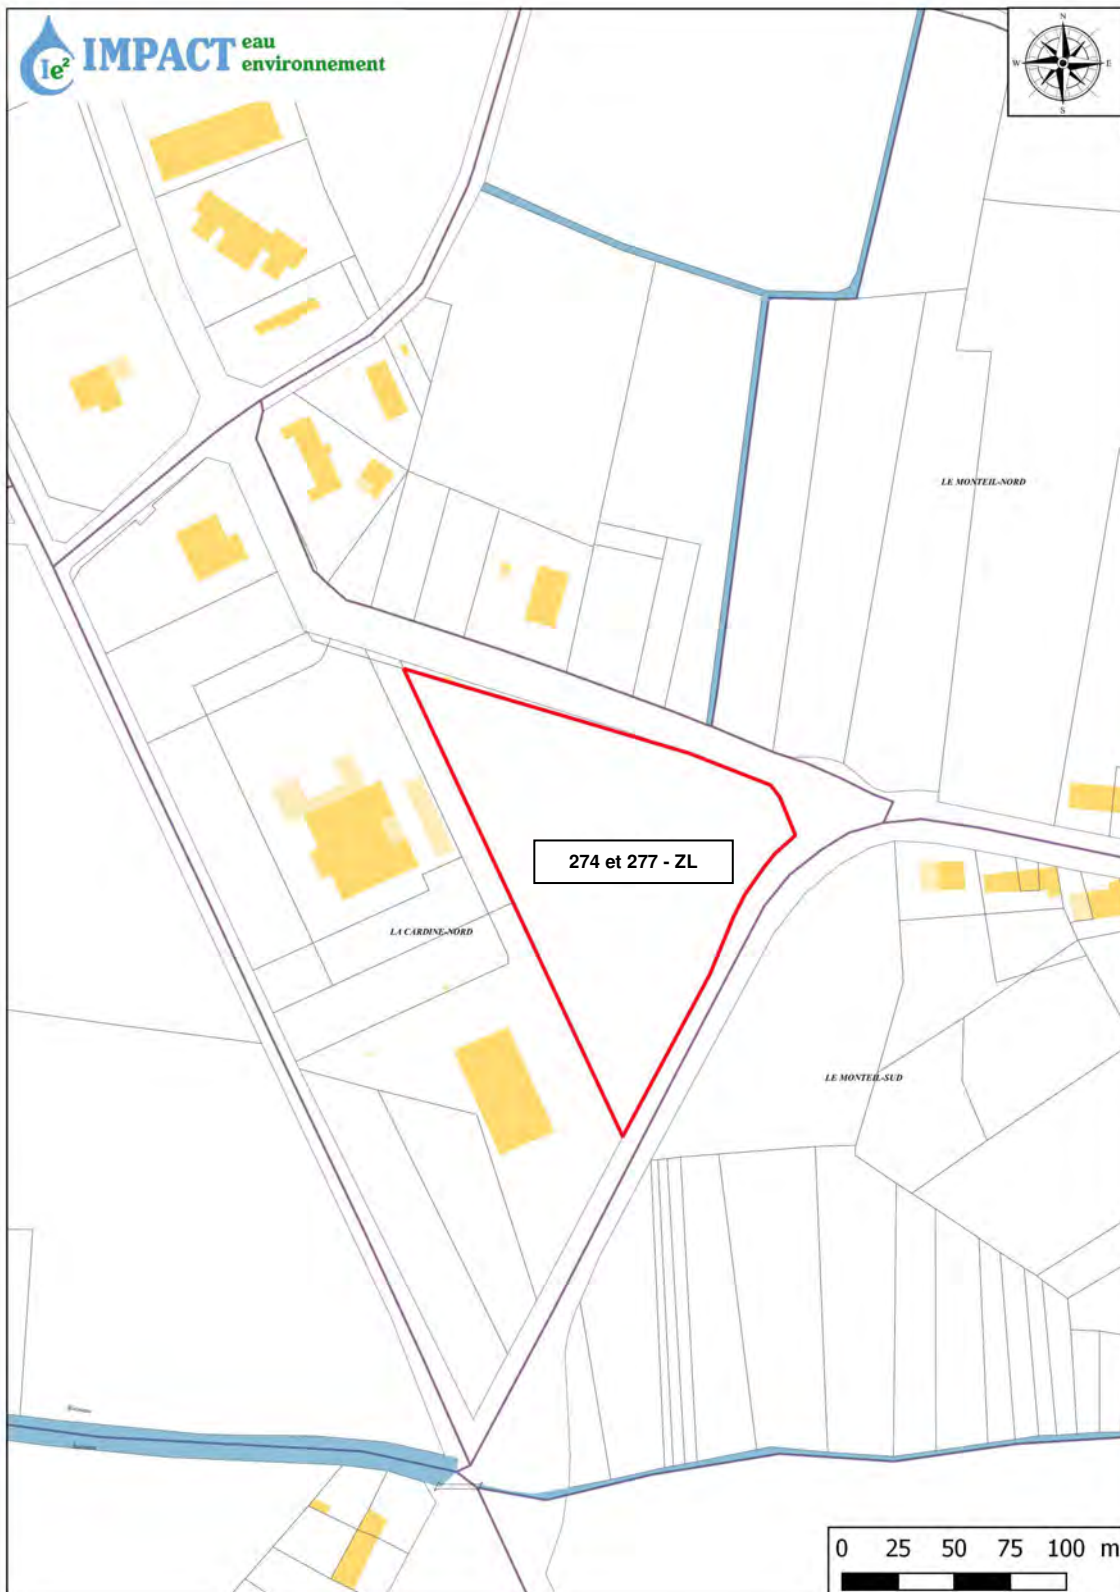 Ie²
IMPACT eau
environnement
N
W E
S
LE MONTEIL-NORD
274 et 277 - ZL
LA CARDINE-NORD
LE MONTEIL-SUD
0 25 50 75 100 m